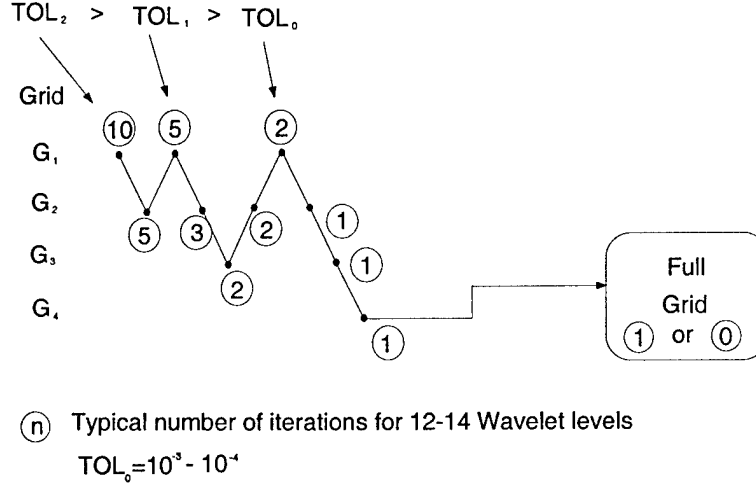 TOL₂ > TOL₁ > TOL₀
Grid
10 5 2
G₁
G₂
5 3 2 1
G₃
1
2
G₄
1
Full
Grid
1 or 0
n Typical number of iterations for 12-14 Wavelet levels
TOL₀=10⁻³ - 10⁻⁴